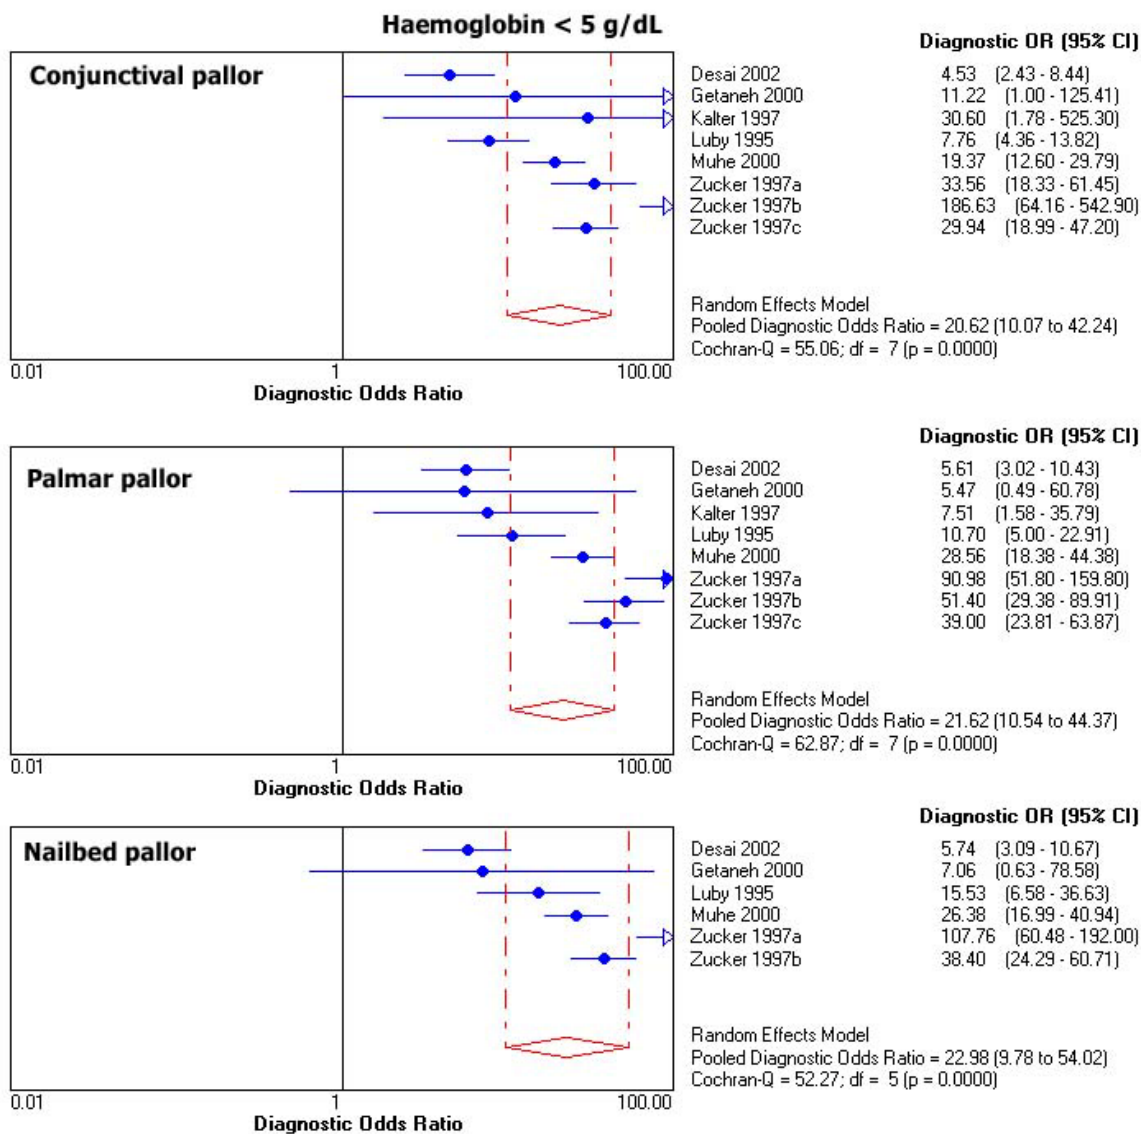 Haemoglobin < 5 g/dL
Diagnostic OR (95% CI)
Conjunctival pallor
Desai 2002 4.53 (2.43 - 8.44)
Getaneh 2000 11.22 (1.00 - 125.41)
Kalter 1997 30.60 (1.78 - 525.30)
Luby 1995 7.76 (4.36 - 13.82)
Muhe 2000 19.37 (12.60 - 29.79)
Zucker 1997a 33.56 (18.33 - 61.45)
Zucker 1997b 186.63 (64.16 - 542.90)
Zucker 1997c 29.94 (18.99 - 47.20)
Random Effects Model
Pooled Diagnostic Odds Ratio = 20.62 (10.07 to 42.24)
Cochran-Q = 55.06; df = 7 (p = 0.0000)
0.01 1 100.00
Diagnostic Odds Ratio
Diagnostic OR (95% CI)
Palmar pallor
Desai 2002 5.61 (3.02 - 10.43)
Getaneh 2000 5.47 (0.49 - 60.78)
Kalter 1997 7.51 (1.58 - 35.79)
Luby 1995 10.70 (5.00 - 22.91)
Muhe 2000 28.56 (18.38 - 44.38)
Zucker 1997a 90.98 (51.80 - 159.80)
Zucker 1997b 51.40 (29.38 - 89.91)
Zucker 1997c 39.00 (23.81 - 63.87)
Random Effects Model
Pooled Diagnostic Odds Ratio = 21.62 (10.54 to 44.37)
Cochran-Q = 62.87; df = 7 (p = 0.0000)
0.01 1 100.00
Diagnostic Odds Ratio
Diagnostic OR (95% CI)
Nailbed pallor
Desai 2002 5.74 (3.09 - 10.67)
Getaneh 2000 7.06 (0.63 - 78.58)
Luby 1995 15.53 (6.58 - 36.63)
Muhe 2000 26.38 (16.99 - 40.94)
Zucker 1997a 107.76 (60.48 - 192.00)
Zucker 1997b 38.40 (24.29 - 60.71)
Random Effects Model
Pooled Diagnostic Odds Ratio = 22.98 (9.78 to 54.02)
Cochran-Q = 52.27; df = 5 (p = 0.0000)
0.01 1 100.00
Diagnostic Odds Ratio